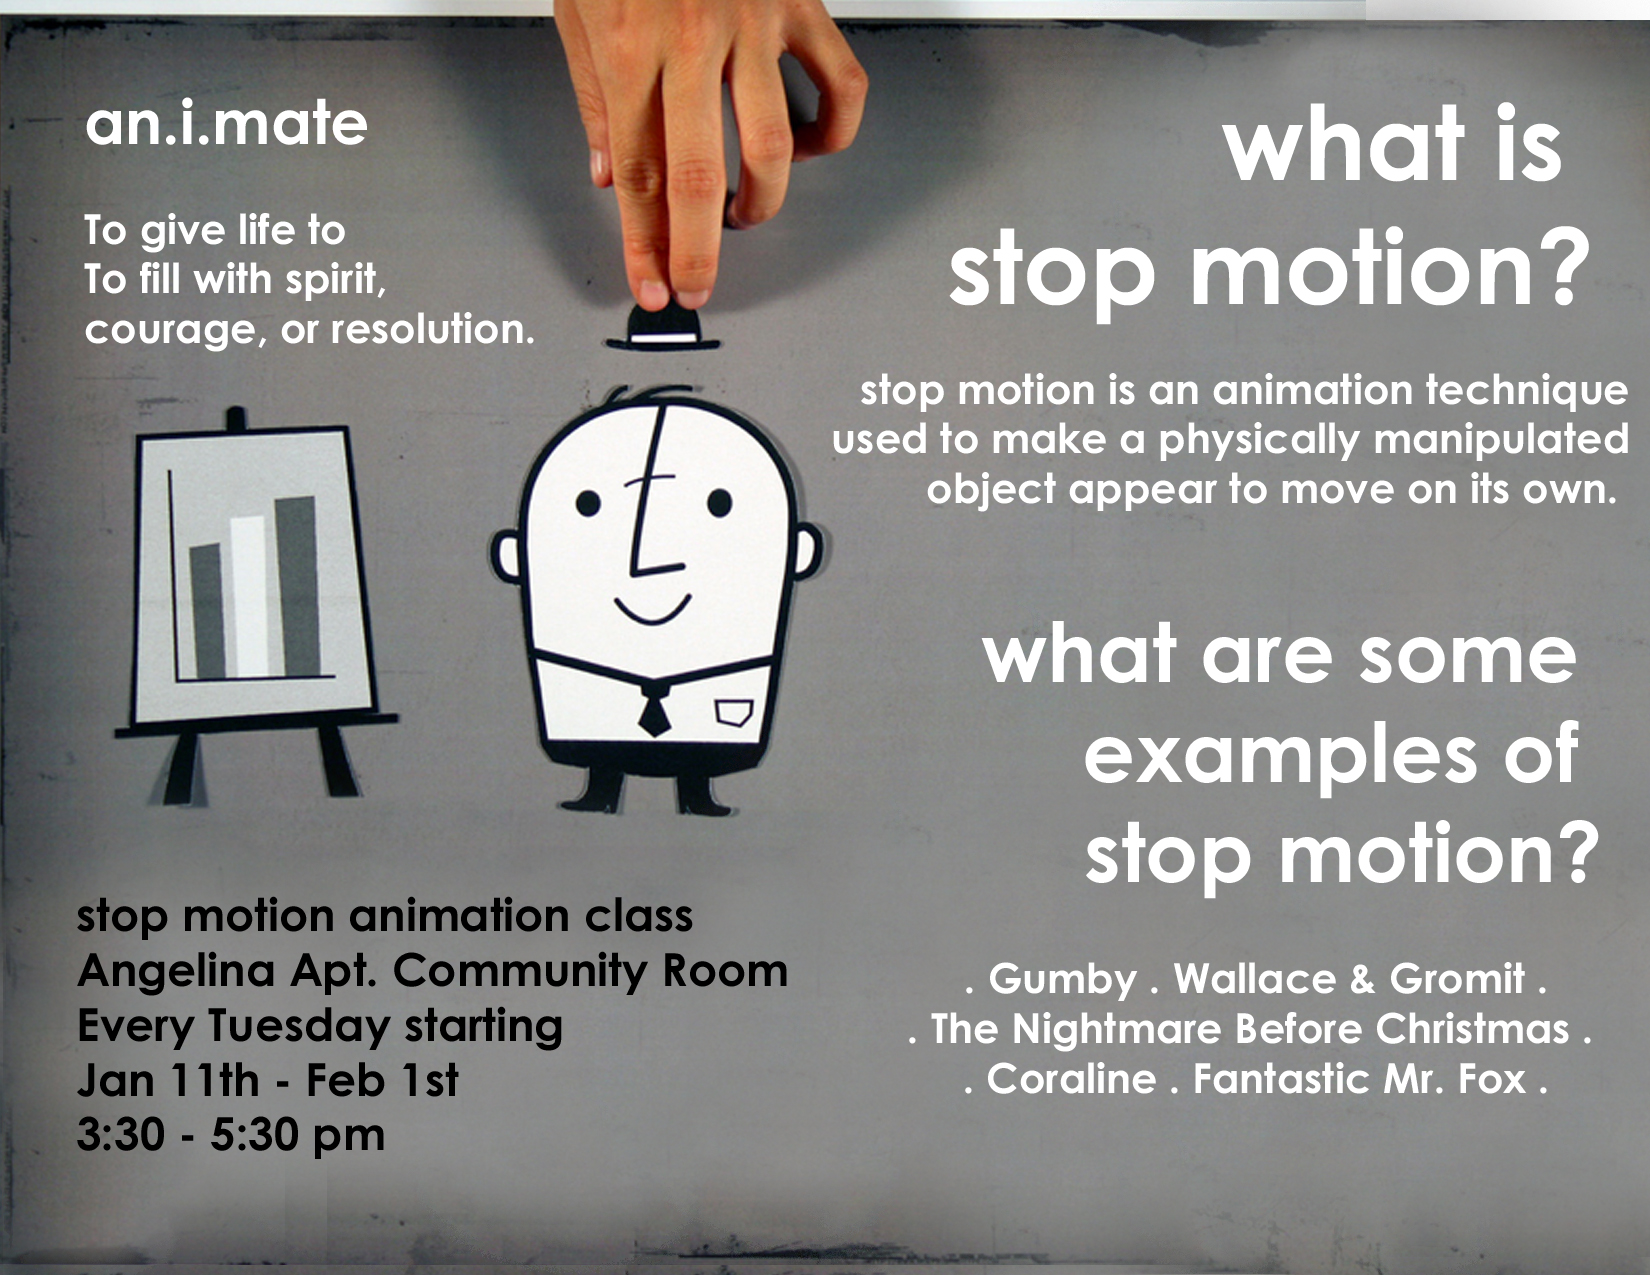 an.i.mate
To give life to
To fill with spirit,
courage, or resolution.
what is
stop motion?
stop motion is an animation technique
used to make a physically manipulated
object appear to move on its own.
what are some
examples of
stop motion?
. Gumby . Wallace & Gromit .
. The Nightmare Before Christmas .
. Coraline . Fantastic Mr. Fox .
stop motion animation class
Angelina Apt. Community Room
Every Tuesday starting
Jan 11th - Feb 1st
3:30 - 5:30 pm